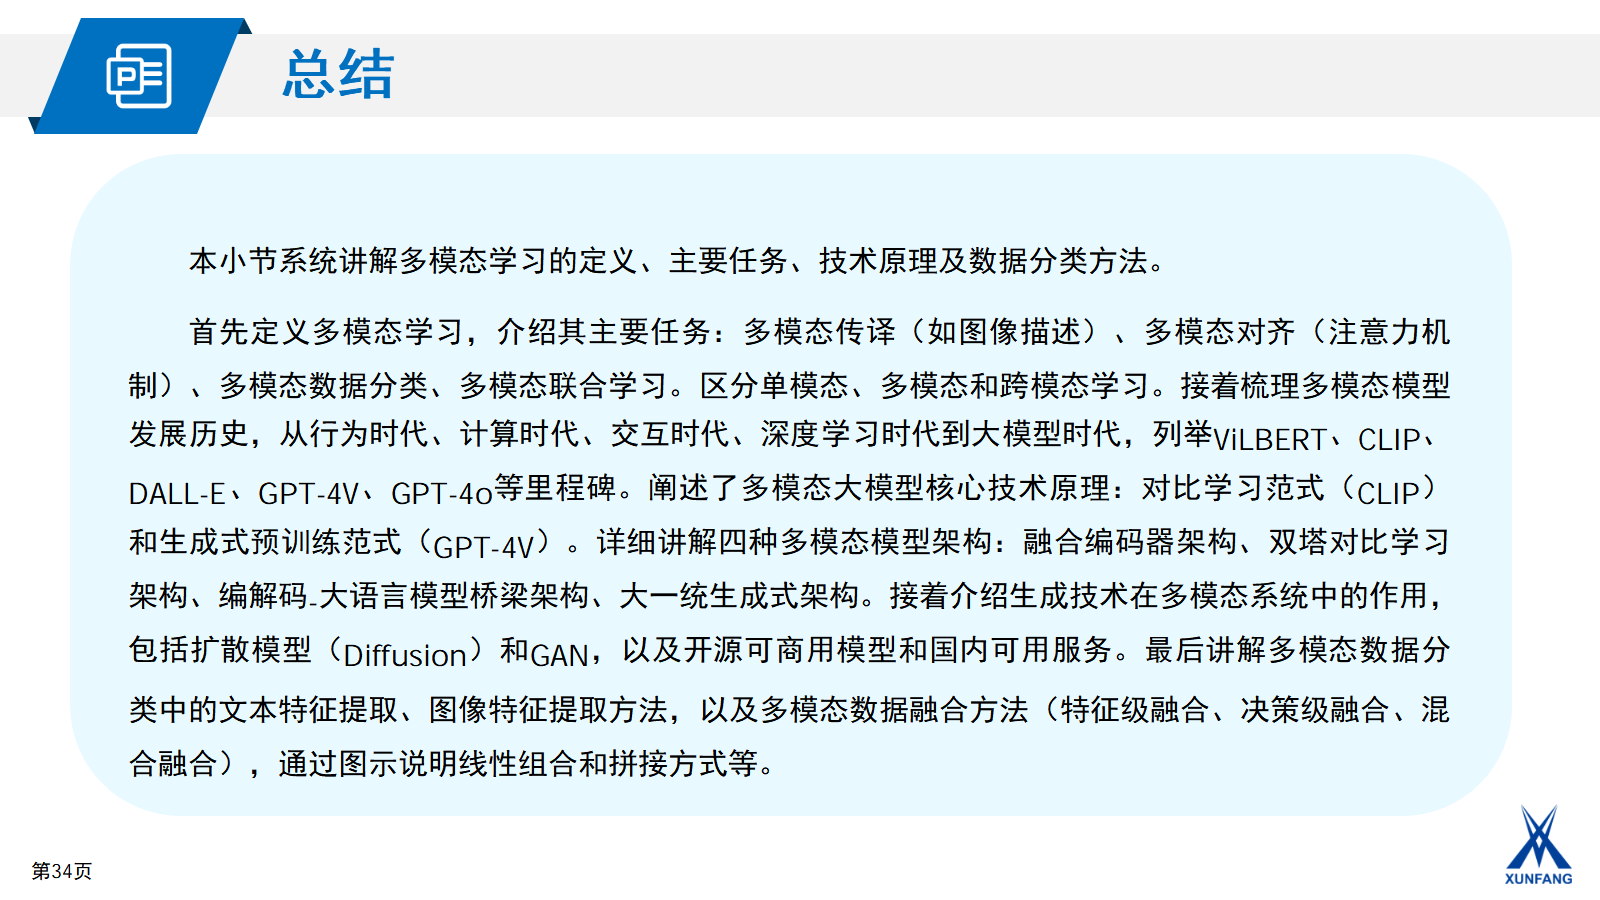 总结
本小节系统讲解多模态学习的定义、主要任务、技术原理及数据分类方法。
首先定义多模态学习，介绍其主要任务：多模态传译（如图像描述）、多模态对齐（注意力机
制）、多模态数据分类、多模态联合学习。区分单模态、多模态和跨模态学习。接着梳理多模态模型
发展历史，从行为时代、计算时代、交互时代、深度学习时代到大模型时代，列举ViLBERT、CLIP、
DALL-E、GPT-4V、GPT-4o等里程碑。阐述了多模态大模型核心技术原理：对比学习范式（CLIP）
和生成式预训练范式（GPT-4V）。详细讲解四种多模态模型架构：融合编码器架构、双塔对比学习
架构、编解码-大语言模型桥梁架构、大一统生成式架构。接着介绍生成技术在多模态系统中的作用，
包括扩散模型（Diffusion）和GAN，以及开源可商用模型和国内可用服务。最后讲解多模态数据分
类中的文本特征提取、图像特征提取方法，以及多模态数据融合方法（特征级融合、决策级融合、混
合融合），通过图示说明线性组合和拼接方式等。
第34页
XUNFANG